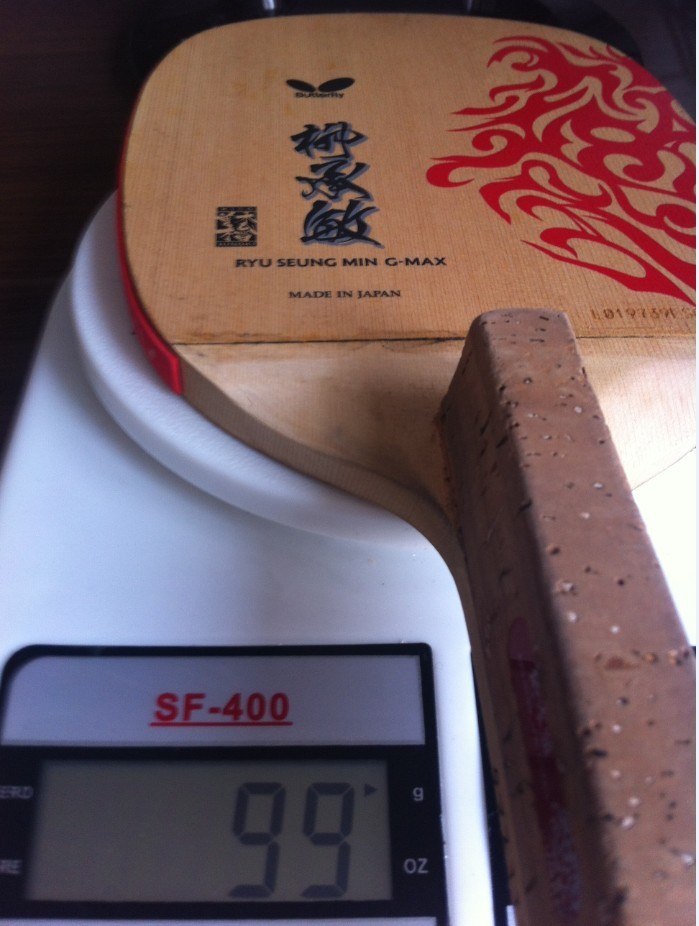 Butterfly
柳
承
敏
RYU SEUNG MIN G-MAX
MADE IN JAPAN
SF-400
99
g
OZ